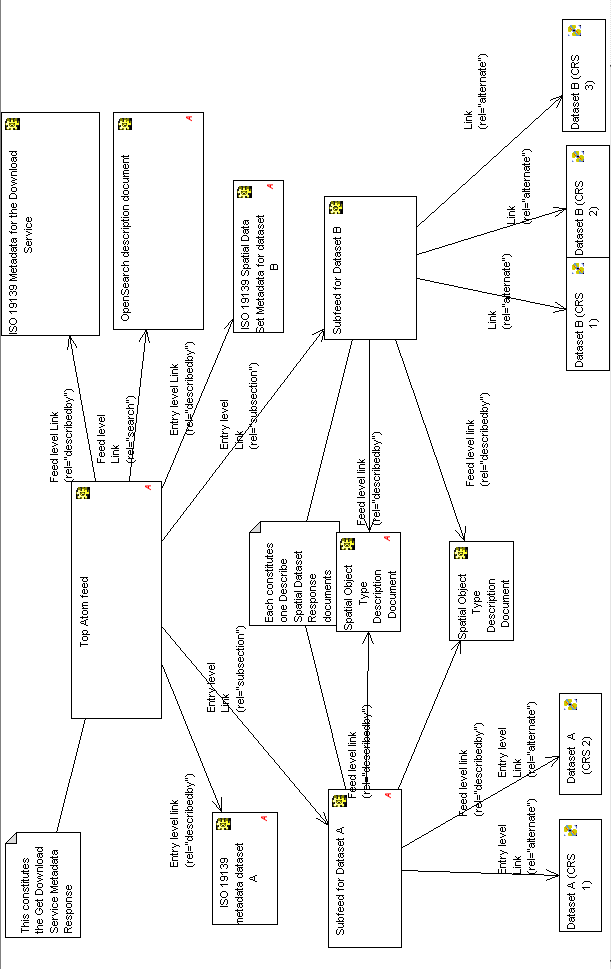 ISO 19139 Metadata for the Download
Service
OpenSearch description document
ISO 19139 Spatial Data
Set Metadata for dataset
B
Feed level Link
(rel="describedby")
Feed level
Link
(rel="search")
Entry level Link
(rel="describedby")
Entry level
Link
(rel="subsection")
Top Atom feed
This constitutes
the Get Download
Service Metadata
Response
Entry level link
(rel="describedby")
Entry level
Link
(rel="subsection")
ISO 19139
metadata dataset
A
Subfeed for Dataset B
Link
(rel="alternate")
Link
(rel="alternate")
Link
(rel="alternate")
Dataset B (CRS
3)
Dataset B (CRS
2)
Dataset B (CRS
1)
Feed level link
(rel="describedby")
Feed level link
(rel="describedby")
Each constitutes
one Describe
Spatial Dataset
Response
documents
Spatial Object
Type
Description
Document
Spatial Object
Type
Description
Document
Feed level link
(rel="describedby")
Feed level link
(rel="describedby")
Subfeed for Dataset A
Entry level
Link
(rel="alternate")
Entry level
Link
(rel="alternate")
Dataset A
(CRS 2)
Dataset A (CRS
1)
A
A
A
A
A
A